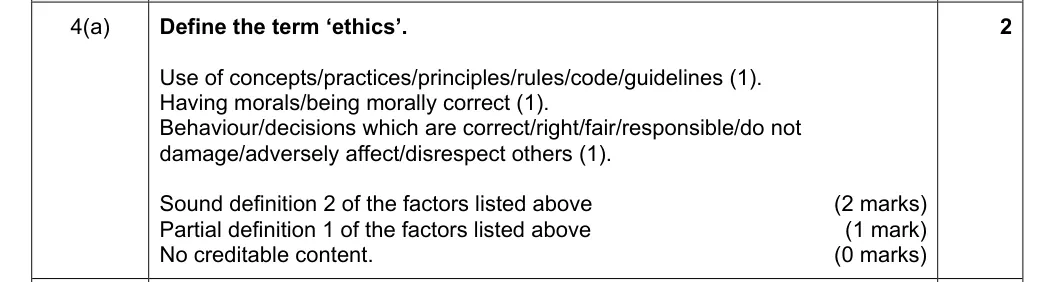 4(a) Define the term ‘ethics’. 2
Use of concepts/practices/principles/rules/code/guidelines (1).
Having morals/being morally correct (1).
Behaviour/decisions which are correct/right/fair/responsible/do not
damage/adversely affect/disrespect others (1).
Sound definition 2 of the factors listed above (2 marks)
Partial definition 1 of the factors listed above (1 mark)
No creditable content. (0 marks)